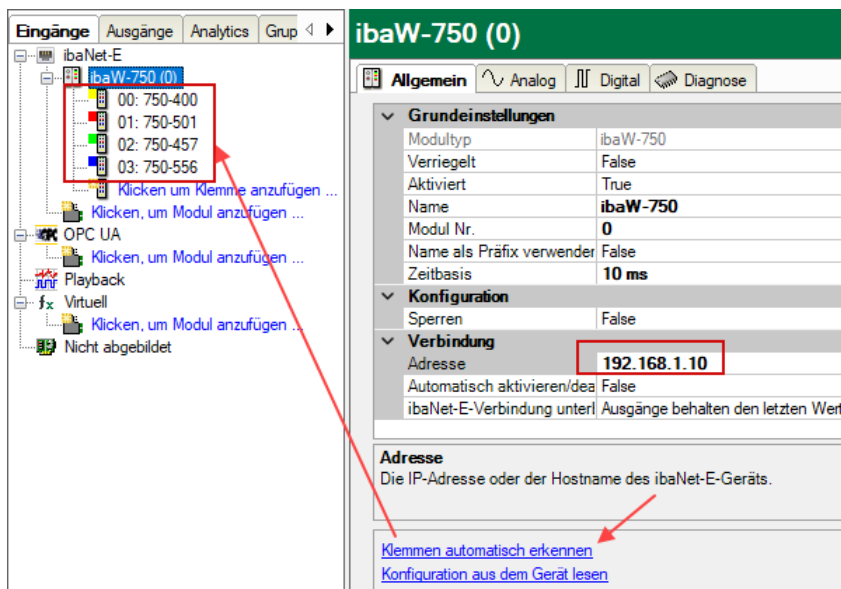 Eingänge Ausgänge Analytics Grup
ibaNet-E
ibaW-750 (0)
00: 750-400
01: 750-501
02: 750-457
03: 750-556
Klicken um Klemme anzufügen ...
Klicken, um Modul anzufügen ...
OPC UA
Klicken, um Modul anzufügen ...
Playback
fx Virtuell
Klicken, um Modul anzufügen ...
Nicht abgebildet
ibaW-750 (0)
Allgemein Analog Digital Diagnose
Grundeinstellungen
Modultyp ibaW-750
Verriegelt False
Aktiviert True
Name ibaW-750
Modul Nr. 0
Name als Präfix verwender False
Zeitbasis 10 ms
Konfiguration
Sperren False
Verbindung
Adresse 192.168.1.10
Automatisch aktivieren/dea False
ibaNet-E-Verbindung unterl Ausgänge behalten den letzten Wert
Adresse
Die IP-Adresse oder der Hostname des ibaNet-E-Geräts.
Klemmen automatisch erkennen
Konfiguration aus dem Gerät lesen